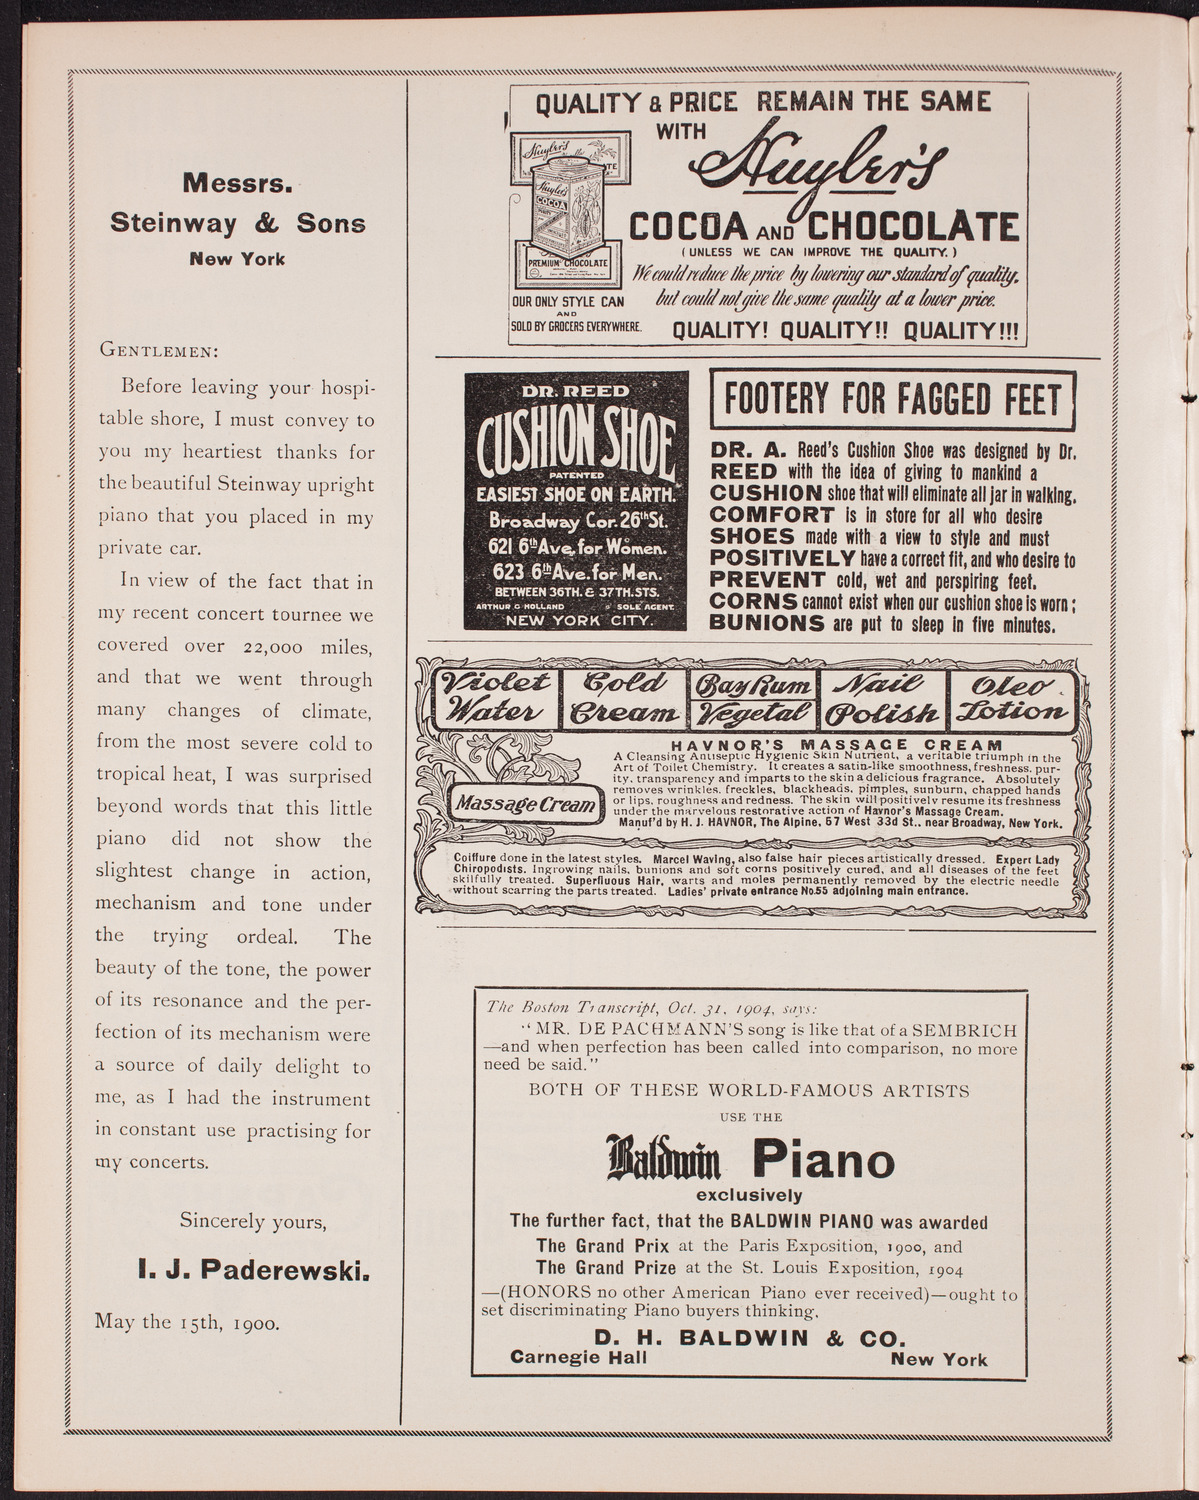 Messrs.
Steinway & Sons
New York
GENTLEMEN:
Before leaving your hospi-
table shore, I must convey to
you my heartiest thanks for
the beautiful Steinway upright
piano that you placed in my
private car.
In view of the fact that in
my recent concert tournee we
covered over 22,000 miles,
and that we went through
many changes of climate,
from the most severe cold to
tropical heat, I was surprised
beyond words that this little
piano did not show the
slightest change in action,
mechanism and tone under
the trying ordeal. The
beauty of the tone, the power
of its resonance and the per-
fection of its mechanism were
a source of daily delight to
me, as I had the instrument
in constant use practising for
my concerts.
Sincerely yours,
I. J. Paderewski.
May the 15th, 1900.
QUALITY & PRICE REMAIN THE SAME
WITH Huyler's
COCOA AND CHOCOLATE
(UNLESS WE CAN IMPROVE THE QUALITY.)
We could reduce the price by lowering our standard of quality,
but could not give the same quality at a lower price.
QUALITY! QUALITY!! QUALITY!!!
Huyler's
Huyler's
COCOA
PREMIUM CHOCOLATE
OUR ONLY STYLE CAN
AND
SOLD BY GROCERS EVERYWHERE.
DR. REED
CUSHION SHOE
PATENTED
EASIEST SHOE ON EARTH.
Broadway Cor. 26th St.
621 6th Ave, for Women.
623 6th Ave. for Men.
BETWEEN 36TH. & 37TH. STS.
ARTHUR G HOLLAND SOLE AGENT.
NEW YORK CITY.
FOOTERY FOR FAGGED FEET
DR. A. Reed's Cushion Shoe was designed by Dr.
REED with the idea of giving to mankind a
CUSHION shoe that will eliminate all jar in walking.
COMFORT is in store for all who desire
SHOES made with a view to style and must
POSITIVELY have a correct fit, and who desire to
PREVENT cold, wet and perspiring feet.
CORNS cannot exist when our cushion shoe is worn;
BUNIONS are put to sleep in five minutes.
Violet Water
Cold Cream
Bay Rum
Vegetal
Nail Polish
Oleo Lotion
Massage Cream
HAVNOR'S MASSAGE CREAM
A Cleansing Antiseptic Hygienic Skin Nutrient, a veritable triumph in the
Art of Toilet Chemistry. It creates a satin-like smoothness, freshness, pur-
ity, transparency and imparts to the skin a delicious fragrance. Absolutely
removes wrinkles, freckles, blackheads, pimples, sunburn, chapped hands
or lips, roughness and redness. The skin will positively resume its freshness
under the marvelous restorative action of Havnor's Massage Cream.
Manuf'd by H. J. HAVNOR, The Alpine, 57 West 33d St., near Broadway, New York.
Coiffure done in the latest styles. Marcel Waving, also false hair pieces artistically dressed. Expert Lady
Chiropodists. Ingrowing nails, bunions and soft corns positively cured, and all diseases of the feet
skilfully treated. Superfluous Hair, warts and moles permanently removed by the electric needle
without scarring the parts treated. Ladies' private entrance No. 55 adjoining main entrance.
The Boston Transcript, Oct. 31, 1904, says:
"MR. DE PACHMANN'S song is like that of a SEMBRICH
—and when perfection has been called into comparison, no more
need be said."
BOTH OF THESE WORLD-FAMOUS ARTISTS
USE THE
Baldwin Piano
exclusively
The further fact, that the BALDWIN PIANO was awarded
The Grand Prix at the Paris Exposition, 1900, and
The Grand Prize at the St. Louis Exposition, 1904
—(HONORS no other American Piano ever received)—ought to
set discriminating Piano buyers thinking.
D. H. BALDWIN & CO.
Carnegie Hall New York